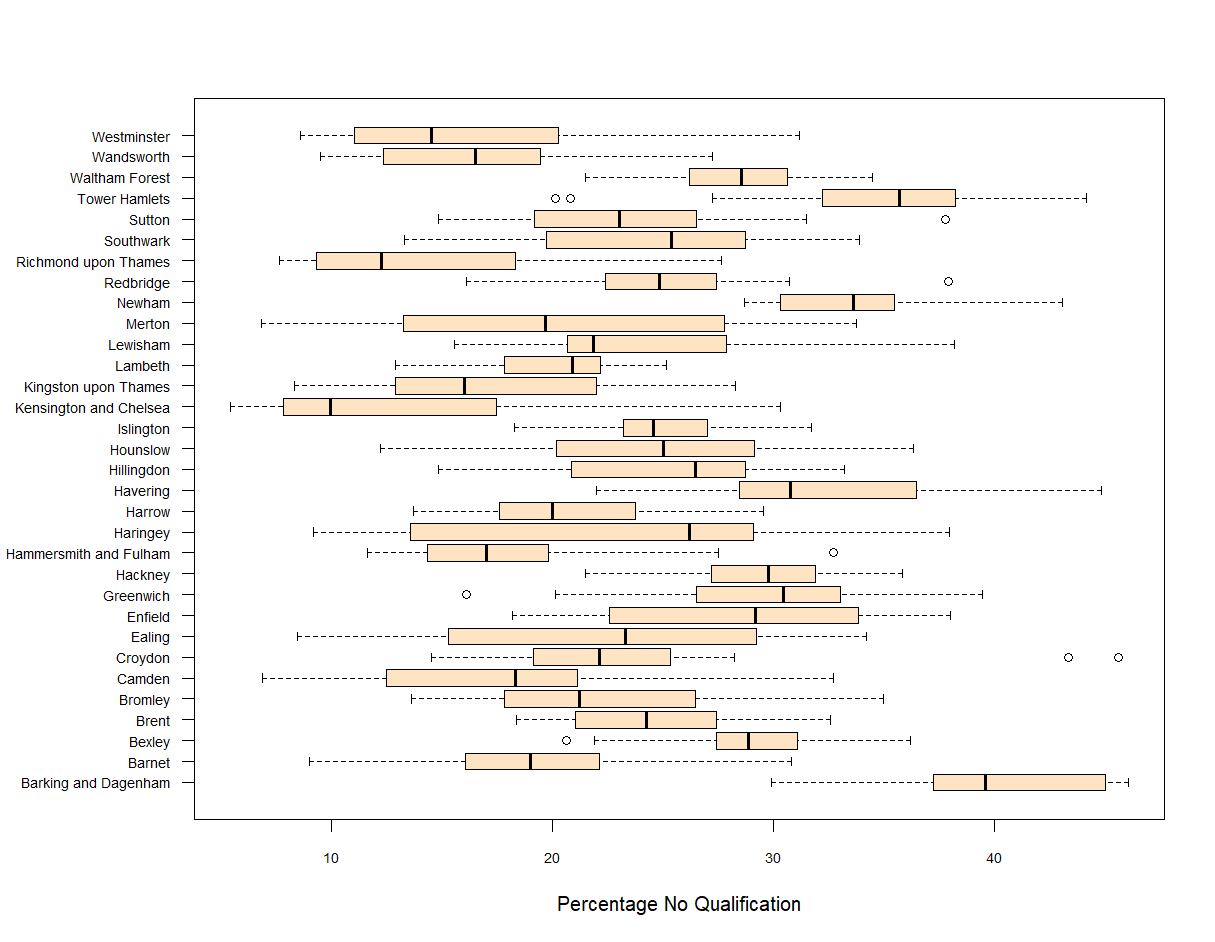 Westminster
Wandsworth
Waltham Forest
Tower Hamlets
Sutton
Southwark
Richmond upon Thames
Redbridge
Newham
Merton
Lewisham
Lambeth
Kingston upon Thames
Kensington and Chelsea
Islington
Hounslow
Hillingdon
Havering
Harrow
Haringey
Hammersmith and Fulham
Hackney
Greenwich
Enfield
Ealing
Croydon
Camden
Bromley
Brent
Bexley
Barnet
Barking and Dagenham
10 20 30 40
Percentage No Qualification